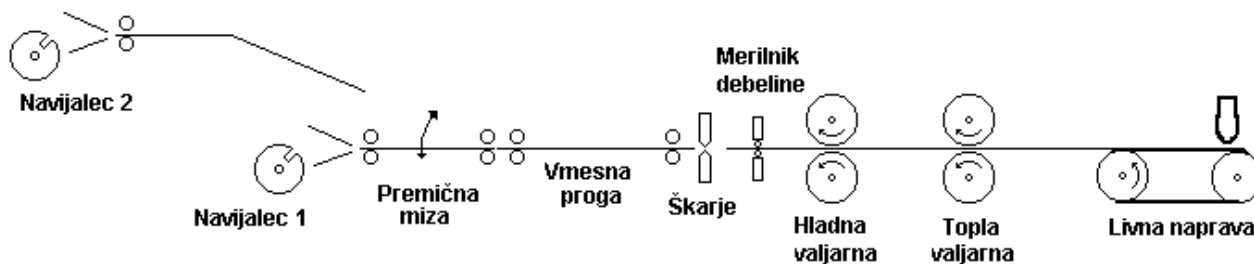 Navijalec 2
Navijalec 1
Premična
miza
Vmesna
proga
Škarje
Merilnik
debeline
Hladna
valjarna
Topla
valjarna
Livna naprava